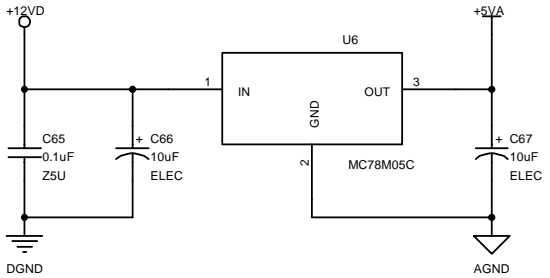 +12VD
+5VA
U6
1
IN
OUT
3
GND
2
MC78M05C
C65
0.1uF
Z5U
+ C66
10uF
ELEC
+ C67
10uF
ELEC
DGND
AGND